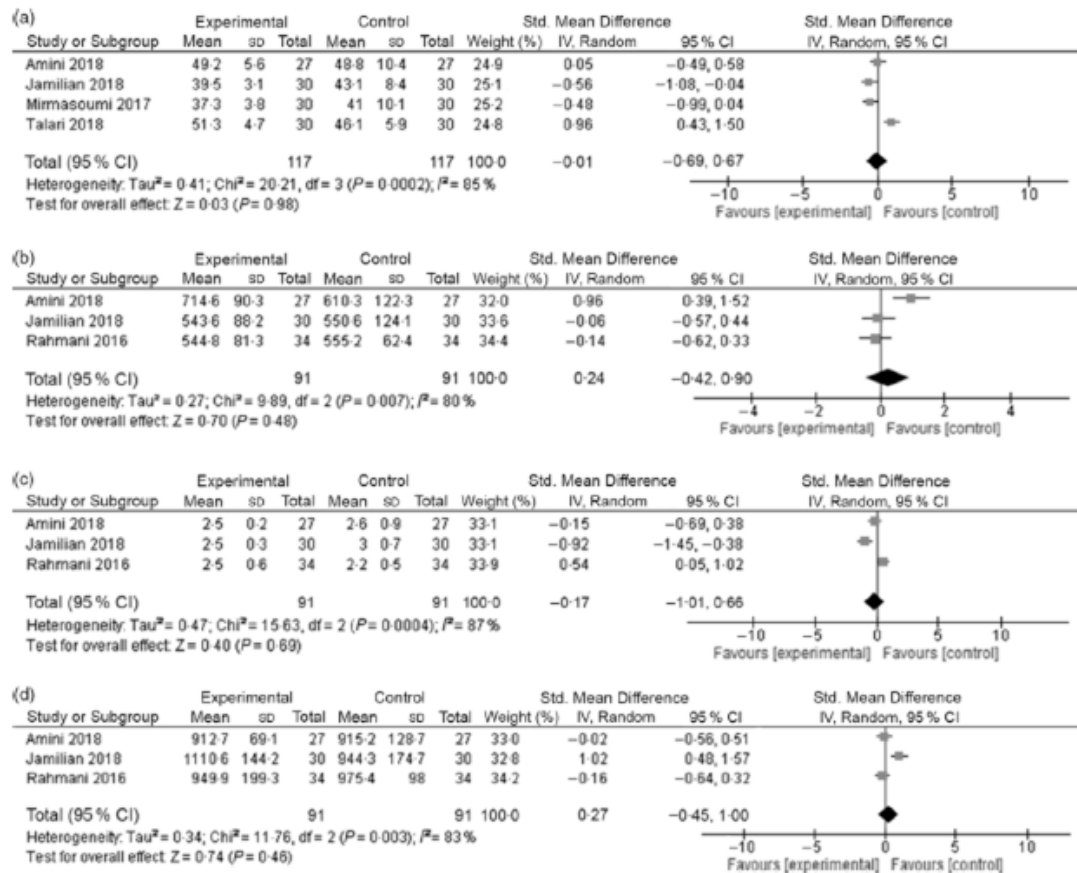 (a)
Experimental Control Std. Mean Difference Std. Mean Difference
Study or Subgroup Mean SD Total Mean SD Total Weight (%) IV, Random 95 % CI IV, Random, 95 % CI
Amini 2018 49·2 5·6 27 48·8 10·4 27 24·9 0·05 −0·49, 0·58
Jamilian 2018 39·5 3·1 30 43·1 8·4 30 25·1 −0·56 −1·08, −0·04
Mirmasoumi 2017 37·3 3·8 30 41 10·1 30 25·2 −0·48 −0·99, 0·04
Talari 2018 51·3 4·7 30 46·1 5·9 30 24·8 0·96 0·43, 1·50
Total (95 % CI) 117 117 100·0 −0·01 −0·69, 0·67
Heterogeneity: Tau² = 0·41; Chi² = 20·21, df = 3 (P = 0·0002); I² = 85 %
Test for overall effect: Z = 0·03 (P = 0·98)
−10 −5 0 5 10
Favours [experimental] Favours [control]
(b)
Experimental Control Std. Mean Difference Std. Mean Difference
Study or Subgroup Mean SD Total Mean SD Total Weight (%) IV, Random 95 % CI IV, Random, 95 % CI
Amini 2018 714·6 90·3 27 610·3 122·3 27 32·0 0·96 0·39, 1·52
Jamilian 2018 543·6 88·2 30 550·6 124·1 30 33·6 −0·06 −0·57, 0·44
Rahmani 2016 544·8 81·3 34 555·2 62·4 34 34·4 −0·14 −0·62, 0·33
Total (95 % CI) 91 91 100·0 0·24 −0·42, 0·90
Heterogeneity: Tau² = 0·27; Chi² = 9·89, df = 2 (P = 0·007); I² = 80 %
Test for overall effect: Z = 0·70 (P = 0·48)
−4 −2 0 2 4
Favours [experimental] Favours [control]
(c)
Experimental Control Std. Mean Difference Std. Mean Difference
Study or Subgroup Mean SD Total Mean SD Total Weight (%) IV, Random 95 % CI IV, Random, 95 % CI
Amini 2018 2·5 0·2 27 2·6 0·9 27 33·1 −0·15 −0·69, 0·38
Jamilian 2018 2·5 0·3 30 3 0·7 30 33·1 −0·92 −1·45, −0·38
Rahmani 2016 2·5 0·6 34 2·2 0·5 34 33·9 0·54 0·05, 1·02
Total (95 % CI) 91 91 100·0 −0·17 −1·01, 0·66
Heterogeneity: Tau² = 0·47; Chi² = 15·63, df = 2 (P = 0·0004); I² = 87 %
Test for overall effect: Z = 0·40 (P = 0·69)
−10 −5 0 5 10
Favours [experimental] Favours [control]
(d)
Experimental Control Std. Mean Difference Std. Mean Difference
Study or Subgroup Mean SD Total Mean SD Total Weight (%) IV, Random 95 % CI IV, Random, 95 % CI
Amini 2018 912·7 69·1 27 915·2 128·7 27 33·0 −0·02 −0·56, 0·51
Jamilian 2018 1110·6 144·2 30 944·3 174·7 30 32·8 1·02 0·48, 1·57
Rahmani 2016 949·9 199·3 34 975·4 98 34 34·2 −0·16 −0·64, 0·32
Total (95 % CI) 91 91 100·0 0·27 −0·45, 1·00
Heterogeneity: Tau² = 0·34; Chi² = 11·76, df = 2 (P = 0·003); I² = 83 %
Test for overall effect: Z = 0·74 (P = 0·46)
−10 −5 0 5 10
Favours [experimental] Favours [control]